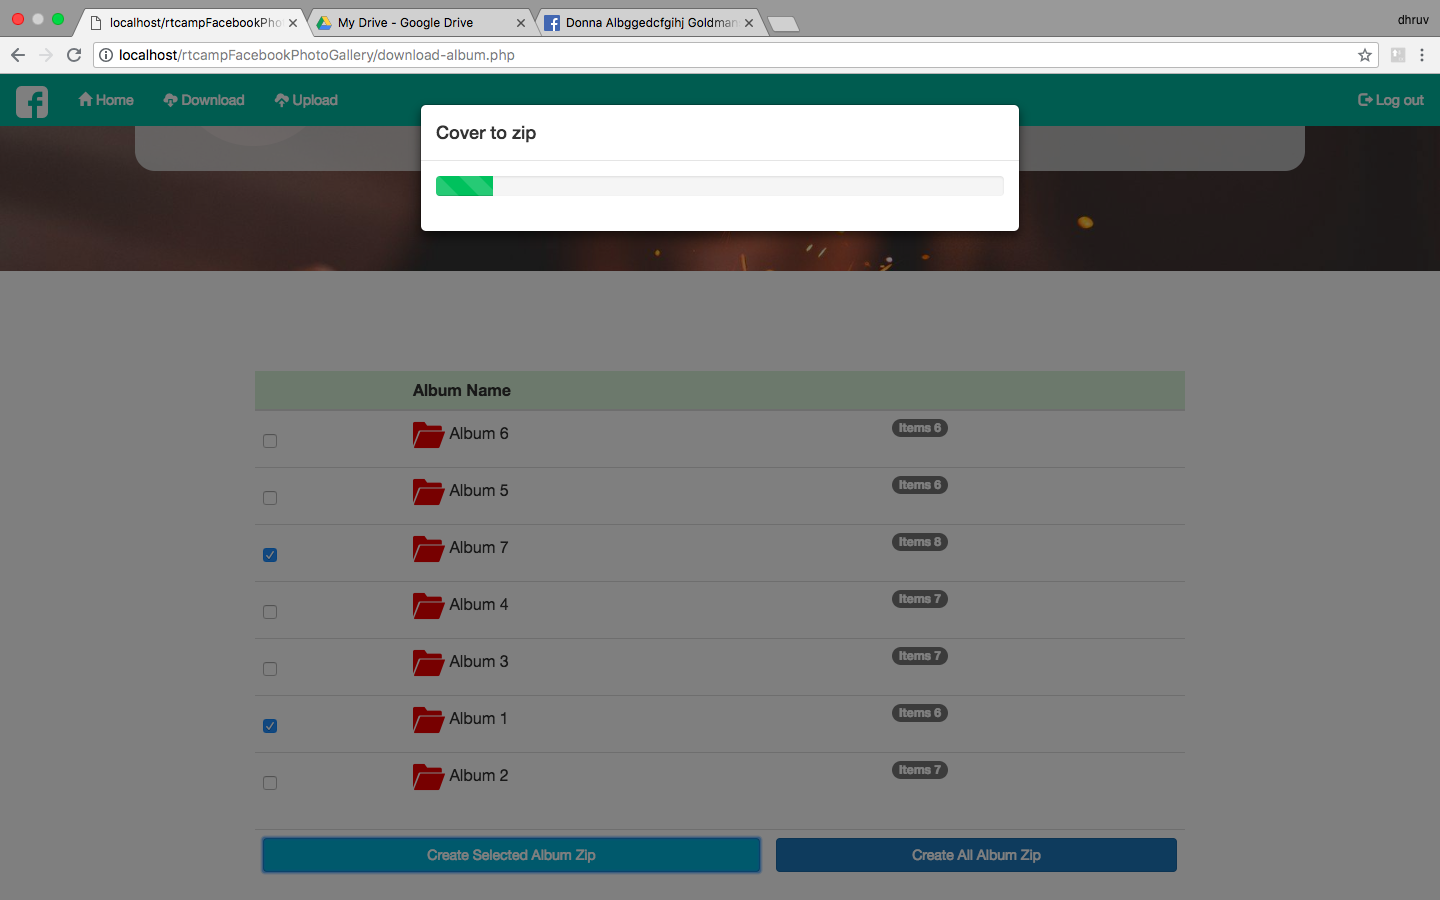 localhost/rtcampFacebookPho
My Drive - Google Drive
Donna Albggedcfgihj Goldman
dhruv
localhost/rtcampFacebookPhotoGallery/download-album.php
Home
Download
Upload
Log out
Cover to zip
Album Name
Album 6
Items 6
Album 5
Items 6
Album 7
Items 8
Album 4
Items 7
Album 3
Items 7
Album 1
Items 6
Album 2
Items 7
Create Selected Album Zip
Create All Album Zip